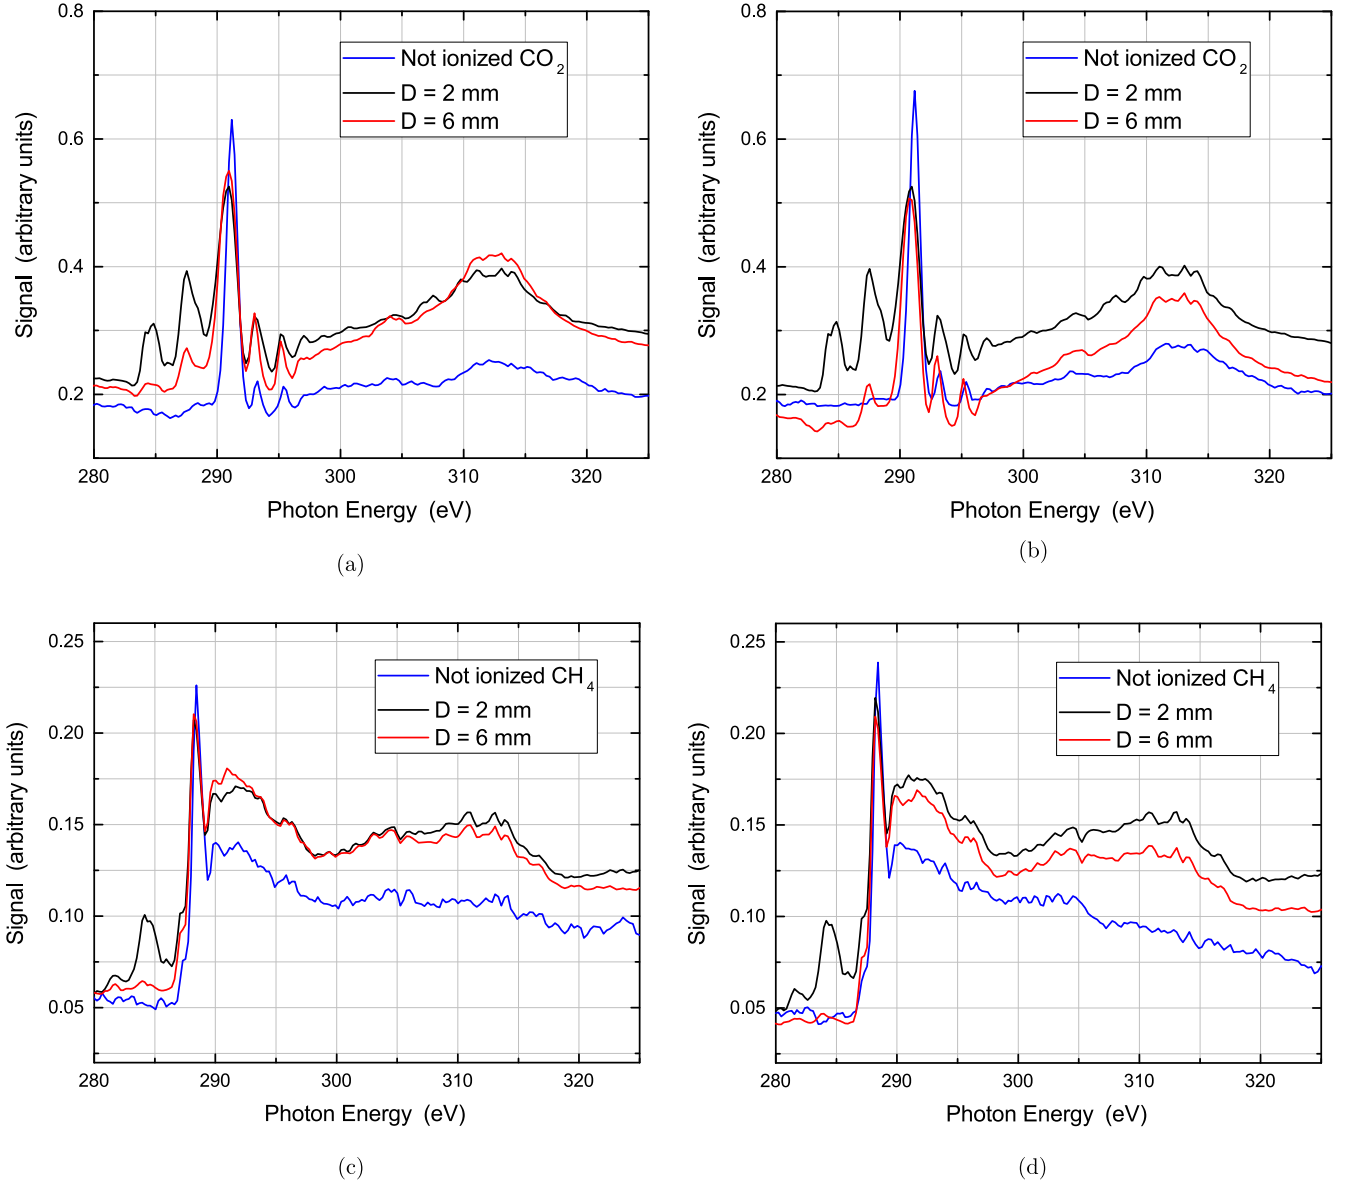 0.8
0.6
0.4
0.2
280
290
300
310
320
Signal (arbitrary units)
Photon Energy (eV)
Not ionized CO2
D = 2 mm
D = 6 mm
(a)
0.8
0.6
0.4
0.2
280
290
300
310
320
Signal (arbitrary units)
Photon Energy (eV)
Not ionized CO2
D = 2 mm
D = 6 mm
(b)
0.25
0.20
0.15
0.10
0.05
280
290
300
310
320
Signal (arbitrary units)
Photon Energy (eV)
Not ionized CH4
D = 2 mm
D = 6 mm
(c)
0.25
0.20
0.15
0.10
0.05
280
290
300
310
320
Signal (arbitrary units)
Photon Energy (eV)
Not ionized CH4
D = 2 mm
D = 6 mm
(d)